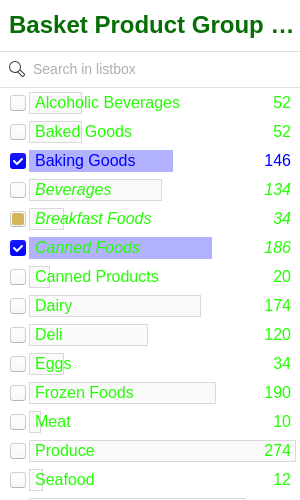 Basket Product Group …
Search in listbox
Alcoholic Beverages 52
Baked Goods 52
Baking Goods 146
Beverages 134
Breakfast Foods 34
Canned Foods 186
Canned Products 20
Dairy 174
Deli 120
Eggs 34
Frozen Foods 190
Meat 10
Produce 274
Seafood 12